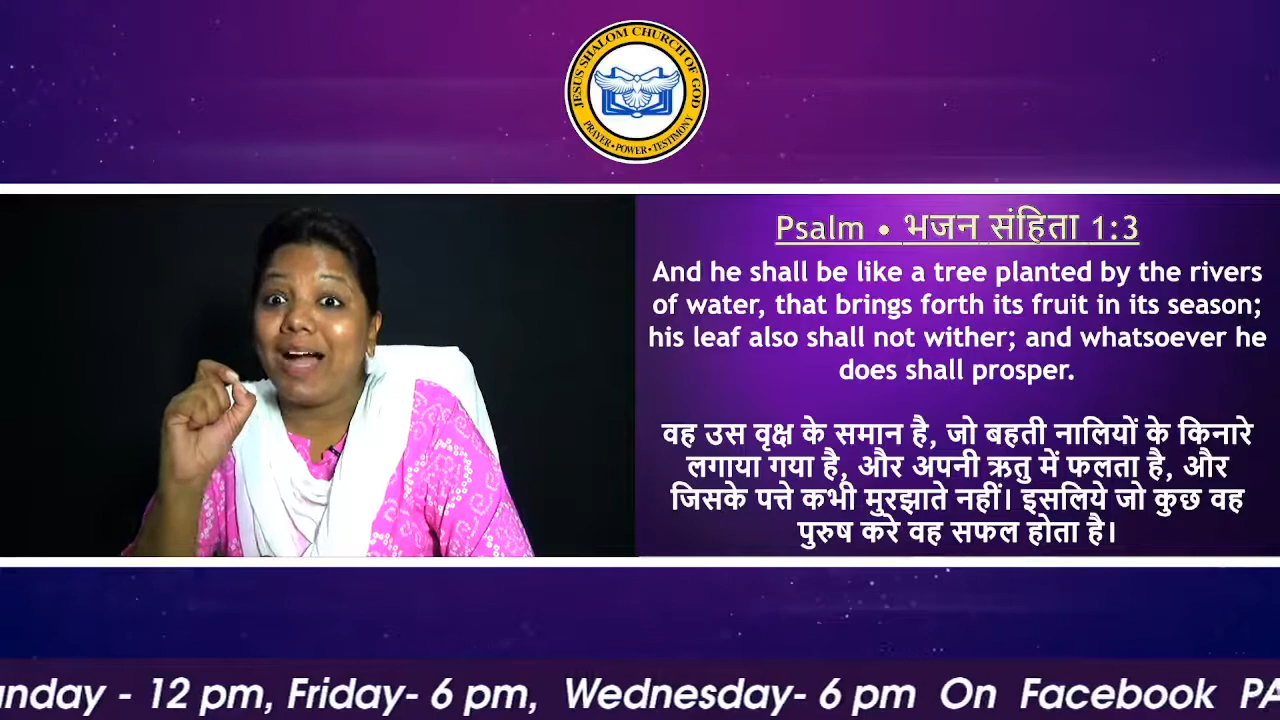 JESUS SHALOM CHURCH OF GOD
PRAYER • POWER • TESTIMONY
Psalm • भजन संहिता 1:3
And he shall be like a tree planted by the rivers
of water, that brings forth its fruit in its season;
his leaf also shall not wither; and whatsoever he
does shall prosper.
वह उस वृक्ष के समान है, जो बहती नालियों के किनारे
लगाया गया है, और अपनी ऋतु में फलता है, और
जिसके पत्ते कभी मुरझाते नहीं। इसलिये जो कुछ वह
पुरुष करे वह सफल होता है।
unday - 12 pm, Friday- 6 pm, Wednesday- 6 pm On Facebook PA